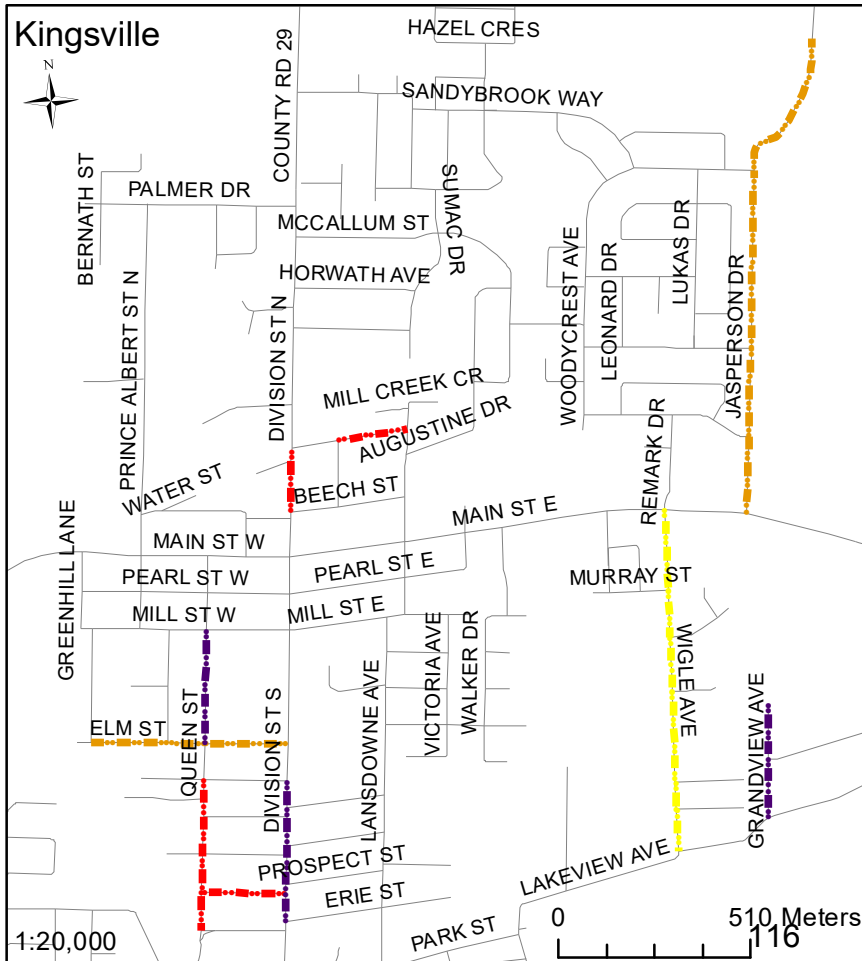 Kingsville
N
HAZEL CRES
COUNTY RD 29
SANDYBROOK WAY
BERNATH ST
PALMER DR
SUMAC DR
MCCALLUM ST
HORWATH AVE
WOODYCREST AVE
LEONARD DR
LUKAS DR
JASPERSON DR
PRINCE ALBERT ST N
DIVISION ST N
MILL CREEK CR
AUGUSTINE DR
WATER ST
BEECH ST
REMARK DR
MAIN ST E
MAIN ST W
GREENHILL LANE
PEARL ST W
PEARL ST E
MURRAY ST
MILL ST W
MILL ST E
VICTORIA AVE
WALKER DR
WIGLE AVE
QUEEN ST
DIVISION ST S
LANSDOWNE AVE
ELM ST
GRANDVIEW AVE
PROSPECT ST
ERIE ST
LAKEVIEW AVE
PARK ST
0 510 Meters
1:20,000
116